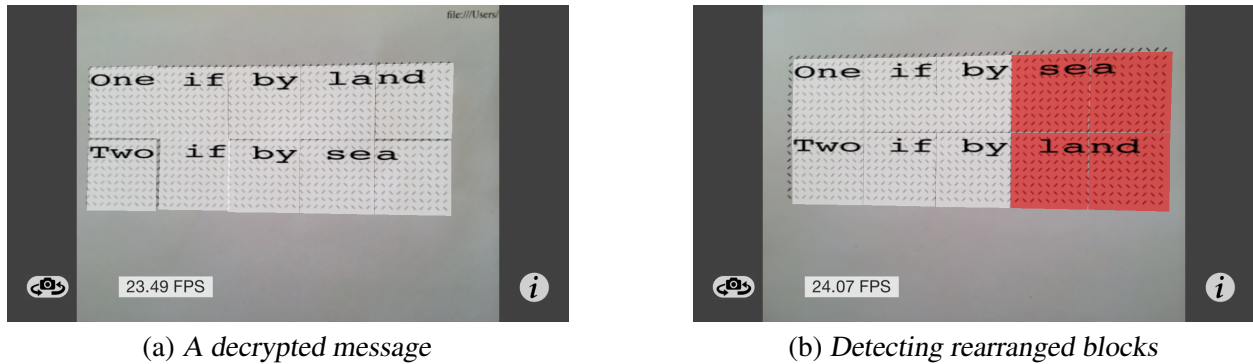 file:///Users/
One if by land
Two if by sea
23.49 FPS
i
(a) A decrypted message
One if by sea
Two if by land
24.07 FPS
i
(b) Detecting rearranged blocks